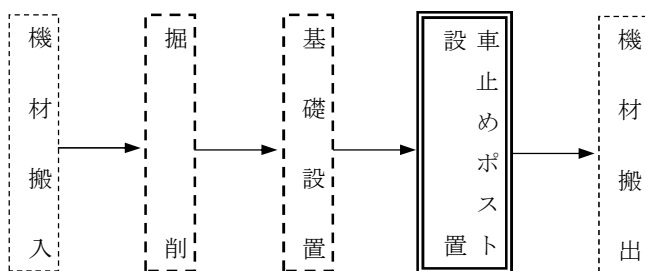 機材搬入
掘削
基礎設置
車止めポスト
設置
機材搬出